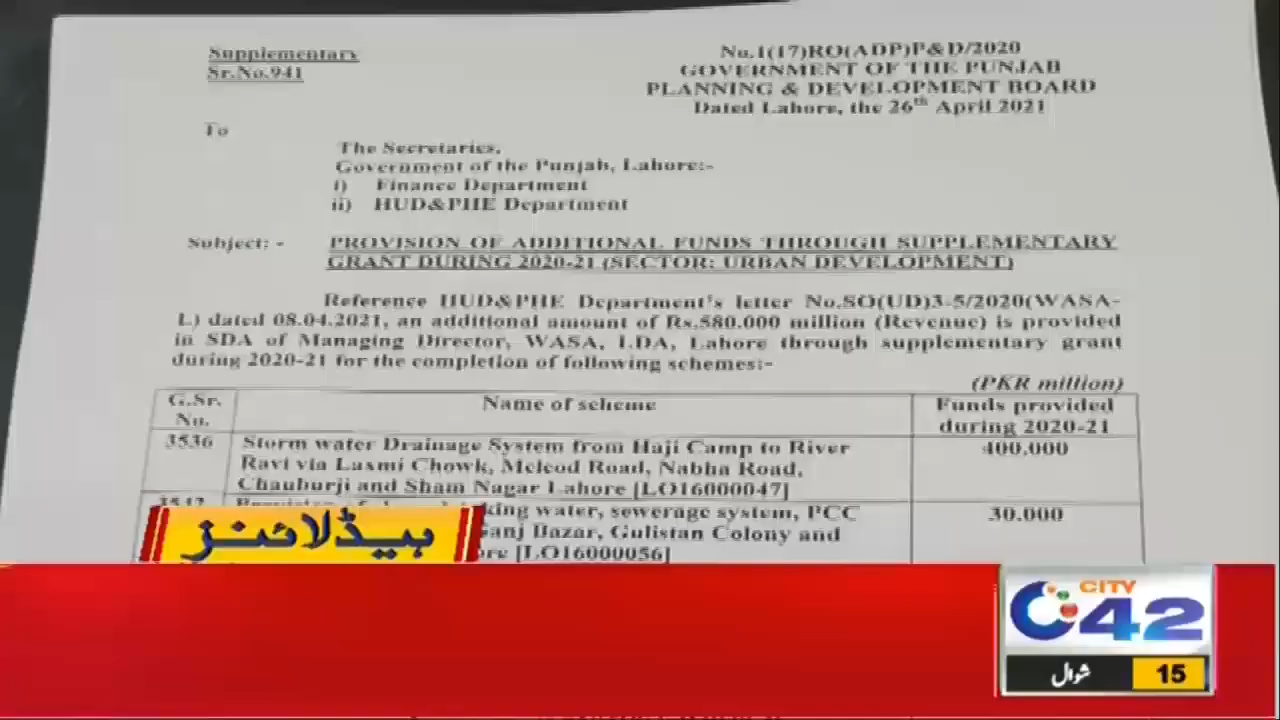 Supplementary
Sr.No.941
No.1(17)RO(ADP)P&D/2020
GOVERNMENT OF THE PUNJAB
PLANNING & DEVELOPMENT BOARD
Dated Lahore, the 26th April 2021
To
The Secretaries,
Government of the Punjab, Lahore:-
i) Finance Department
ii) HUD&PHE Department
Subject: - PROVISION OF ADDITIONAL FUNDS THROUGH SUPPLEMENTARY
GRANT DURING 2020-21 (SECTOR: URBAN DEVELOPMENT)
Reference HUD&PHE Department's letter No.SO(UD)3-5/2020(WASA-
L) dated 08.04.2021, an additional amount of Rs.580.000 million (Revenue) is provided
in SDA of Managing Director, WASA, LDA, Lahore through supplementary grant
during 2020-21 for the completion of following schemes:-
(PKR million)
G.Sr. No. Name of scheme Funds provided during 2020-21
3536 Storm water Drainage System from Haji Camp to River 400.000
Ravi via Laxmi Chowk, Mcleod Road, Nabha Road,
Chauburji and Sham Nagar Lahore [LO16000047]
king water, sewerage system, PCC 30.000
Ganj Bazar, Gulistan Colony and
ore [LO16000056]
ہیڈلائنز
CITY
42
شوال 15